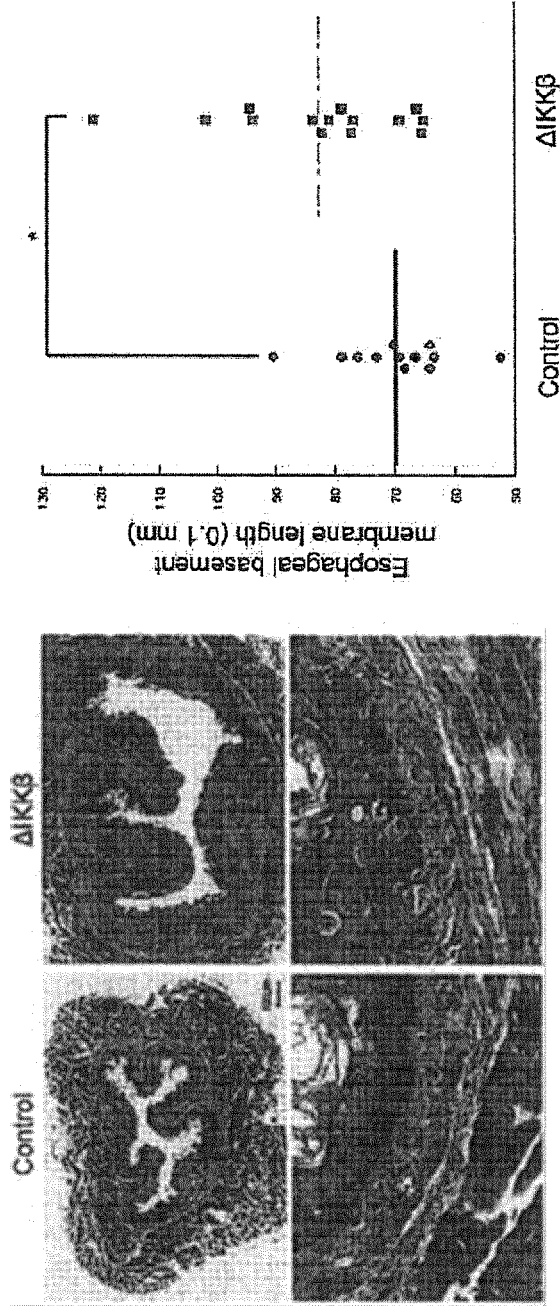 Control
ΔIKKβ
Esophageal basement
membrane length (0.1 mm)
130
120
110
100
90
80
70
60
50
*
Control
ΔIKKβ